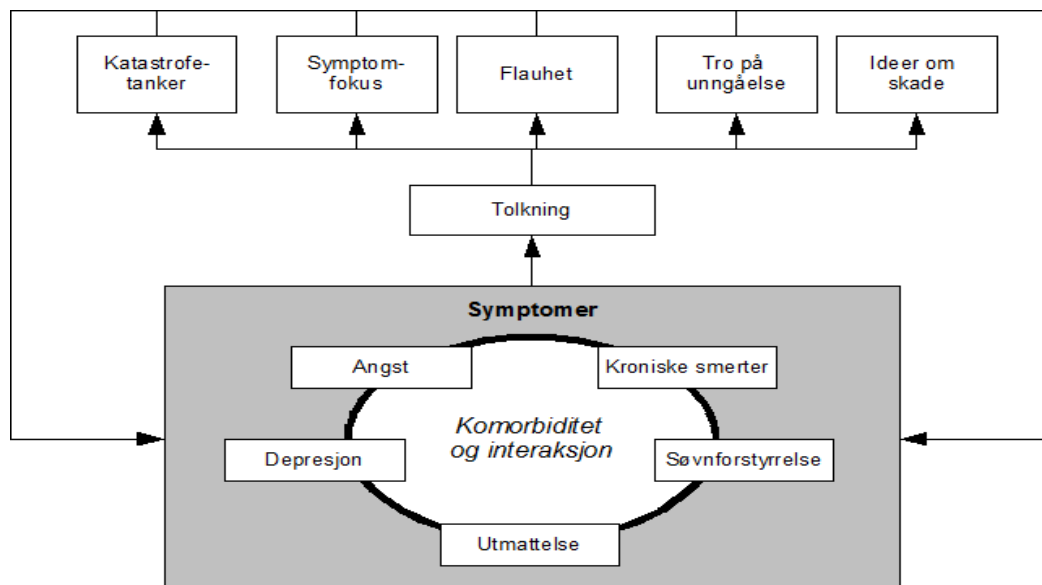 Katastrofe-
tanker
Symptom-
fokus
Flauhet
Tro på
unngåelse
Ideer om
skade
Tolkning
Symptomer
Angst
Kroniske smerter
Komorbiditet
og interaksjon
Depresjon
Søvnforstyrrelse
Utmattelse